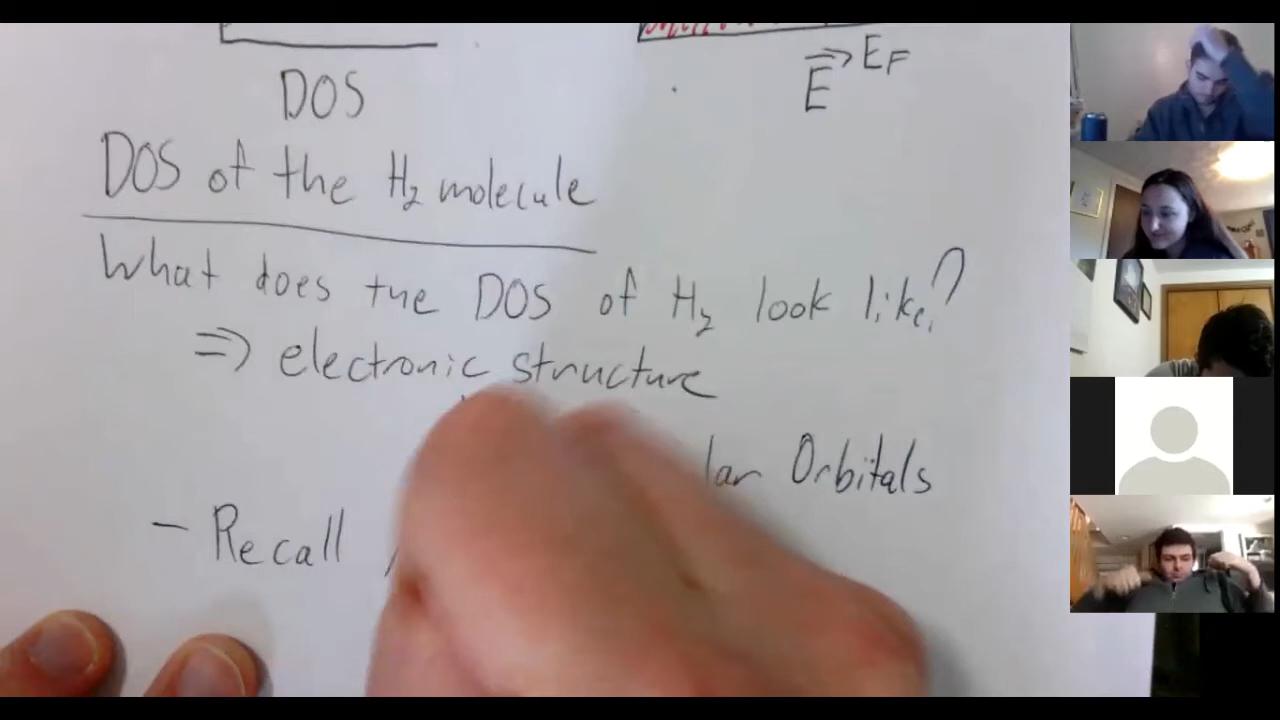 DOS
E ⇒ E_F
DOS of the H₂ molecule
What does the DOS of H₂ look like?
⇒ electronic structure
Orbitals
- Recall